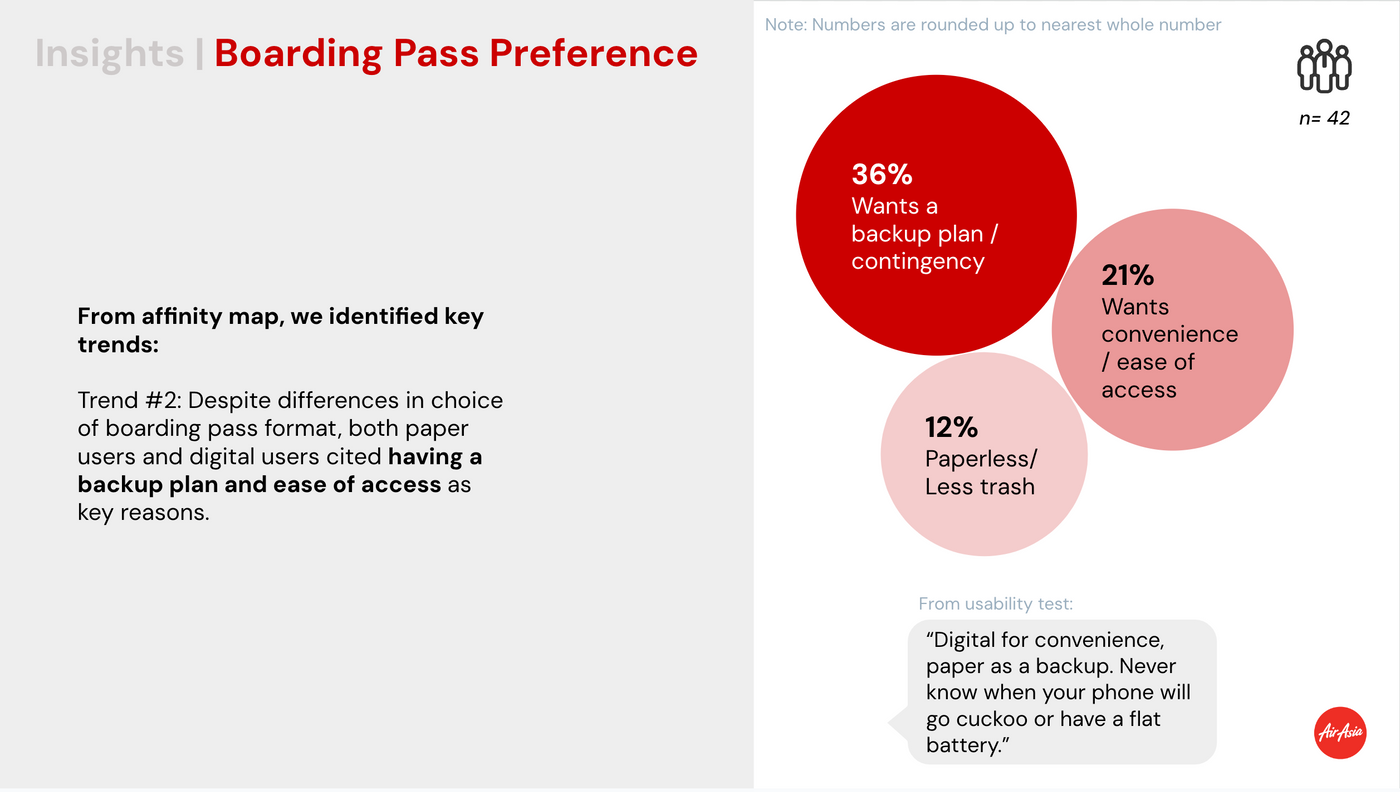 Insights | Boarding Pass Preference
From affinity map, we identified key
trends:
Trend #2: Despite differences in choice
of boarding pass format, both paper
users and digital users cited having a
backup plan and ease of access as
key reasons.
Note: Numbers are rounded up to nearest whole number
n= 42
36%
Wants a
backup plan /
contingency
21%
Wants
convenience
/ ease of
access
12%
Paperless/
Less trash
From usability test:
“Digital for convenience,
paper as a backup. Never
know when your phone will
go cuckoo or have a flat
battery.”
AirAsia